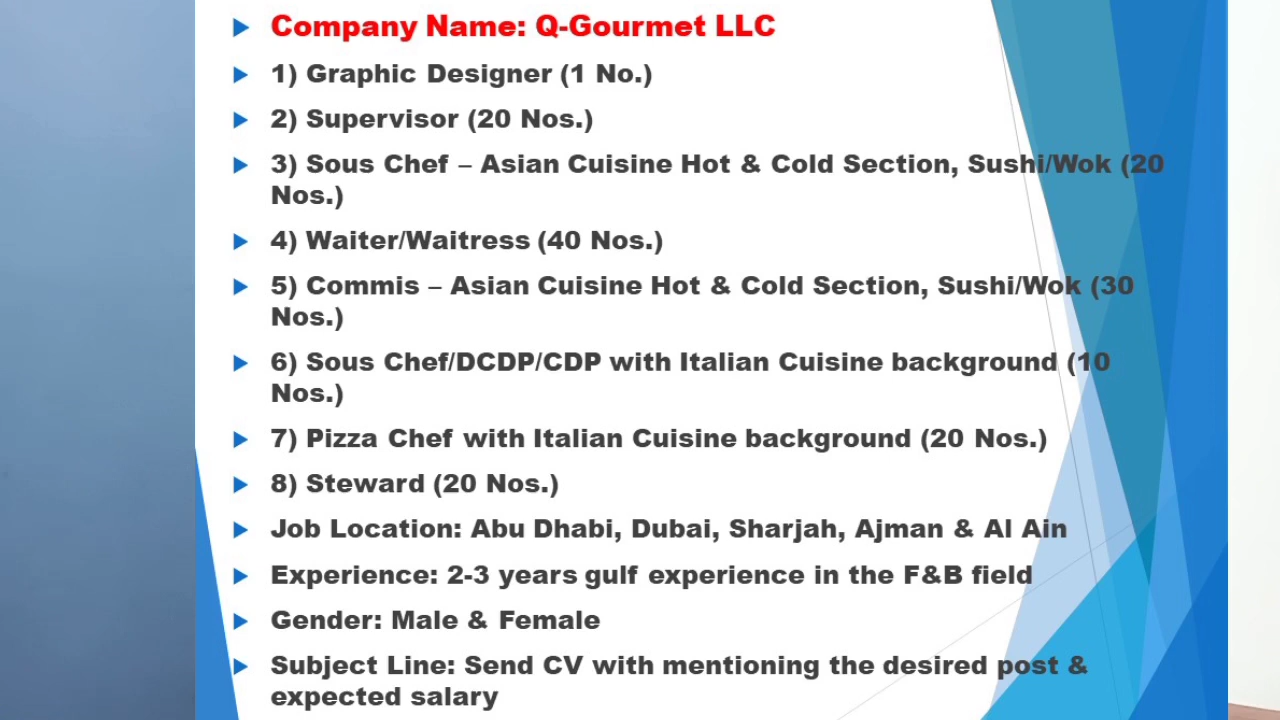 Company Name: Q-Gourmet LLC
1) Graphic Designer (1 No.)
2) Supervisor (20 Nos.)
3) Sous Chef – Asian Cuisine Hot & Cold Section, Sushi/Wok (20
Nos.)
4) Waiter/Waitress (40 Nos.)
5) Commis – Asian Cuisine Hot & Cold Section, Sushi/Wok (30
Nos.)
6) Sous Chef/DCDP/CDP with Italian Cuisine background (10
Nos.)
7) Pizza Chef with Italian Cuisine background (20 Nos.)
8) Steward (20 Nos.)
Job Location: Abu Dhabi, Dubai, Sharjah, Ajman & Al Ain
Experience: 2-3 years gulf experience in the F&B field
Gender: Male & Female
Subject Line: Send CV with mentioning the desired post &
expected salary